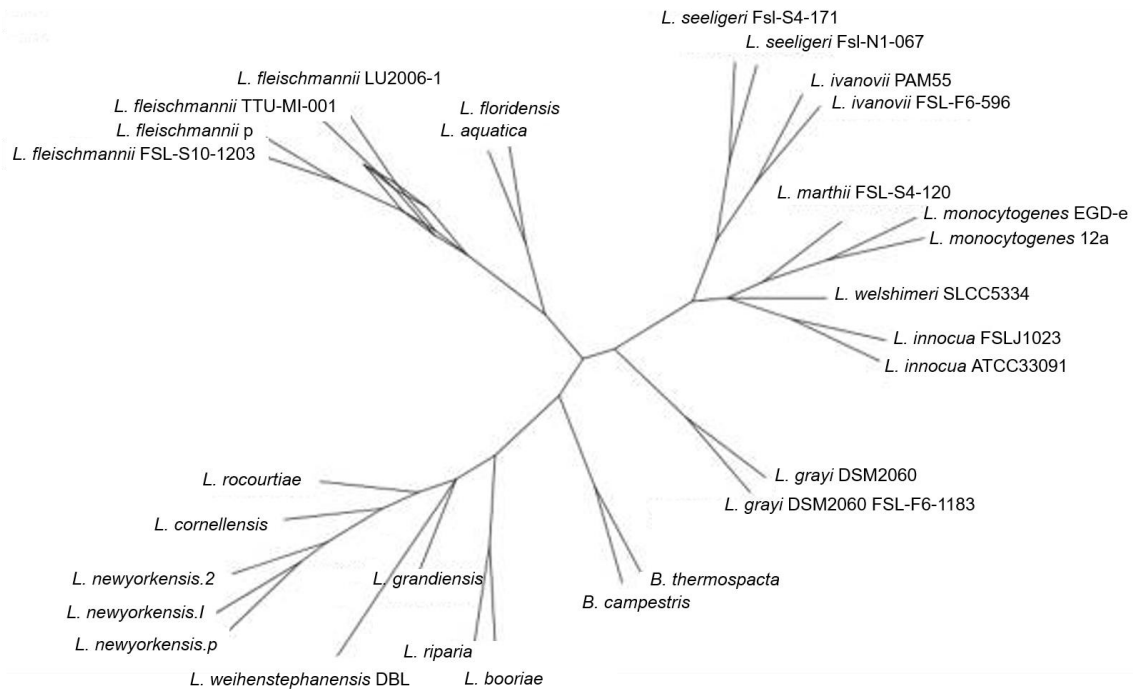 L. seeligeri Fsl-S4-171
L. seeligeri Fsl-N1-067
L. fleischmannii LU2006-1
L. ivanovii PAM55
L. fleischmannii TTU-MI-001
L. floridensis
L. ivanovii FSL-F6-596
L. fleischmannii p
L. aquatica
L. fleischmannii FSL-S10-1203
L. marthii FSL-S4-120
L. monocytogenes EGD-e
L. monocytogenes 12a
L. welshimeri SLCC5334
L. innocua FSLJ1023
L. innocua ATCC33091
L. grayi DSM2060
L. rocourtiae
L. grayi DSM2060 FSL-F6-1183
L. cornellensis
L. newyorkensis.2
L. grandiensis
B. thermospacta
B. campestris
L. newyorkensis.I
L. newyorkensis.p
L. riparia
L. weihenstephanensis DBL
L. booriae